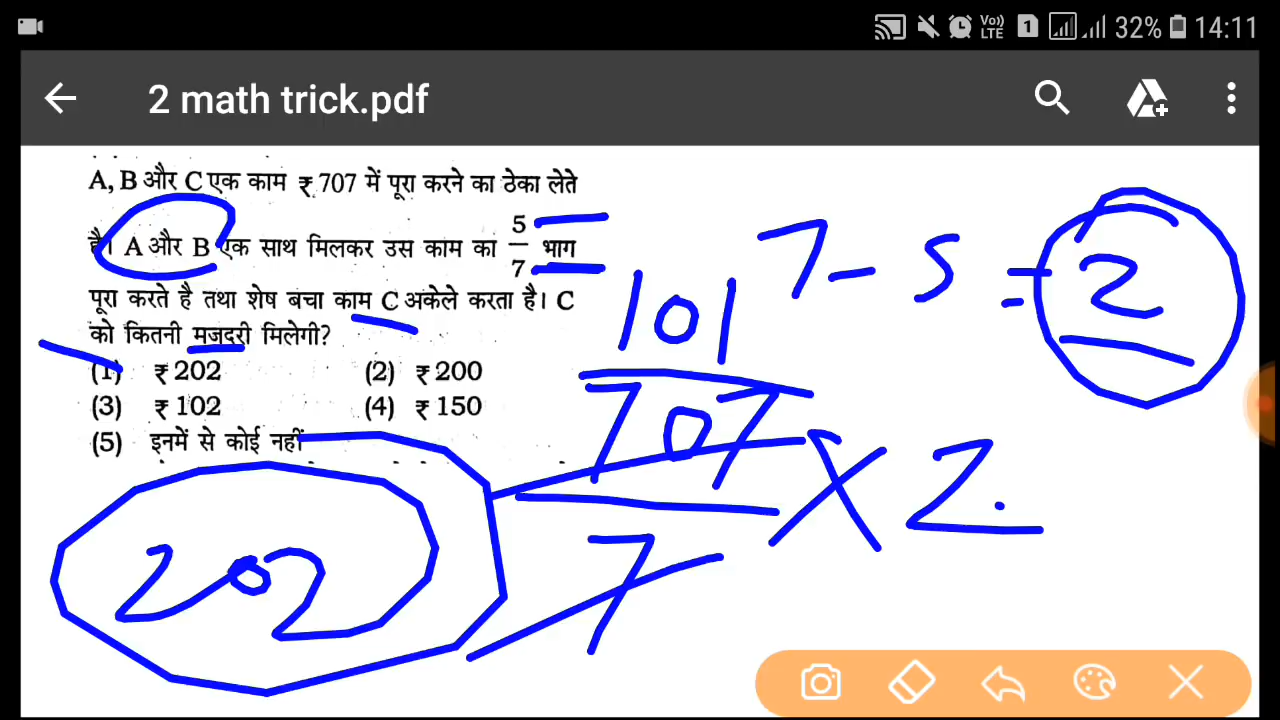 32% 14:11
2 math trick.pdf
A, B और C एक काम ₹ 707 में पूरा करने का ठेका लेते
है। A और B एक साथ मिलकर उस काम का 5/7 भाग
पूरा करते है तथा शेष बचा काम C अकेले करता है। C
को कितनी मजदूरी मिलेगी?
(1) ₹ 202 (2) ₹ 200
(3) ₹ 102 (4) ₹ 150
(5) इनमें से कोई नहीं
7 - 5 = 2
101
707 × 2
7
202